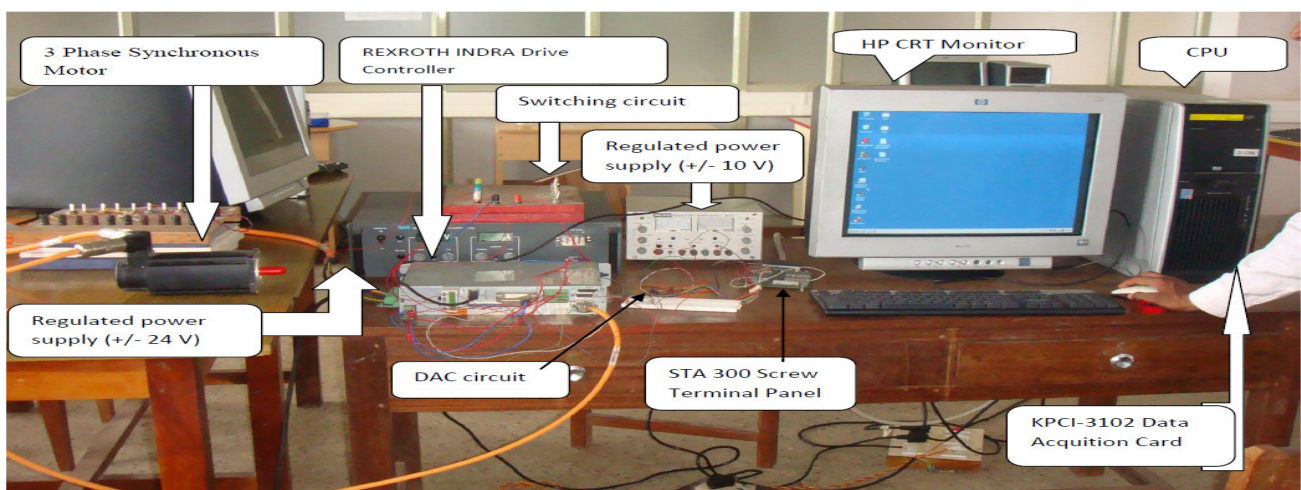 3 Phase Synchronous
Motor
REXROTH INDRA Drive
Controller
Switching circuit
Regulated power
supply (+/- 10 V)
HP CRT Monitor
CPU
Regulated power
supply (+/- 24 V)
DAC circuit
STA 300 Screw
Terminal Panel
KPCI-3102 Data
Acquition Card